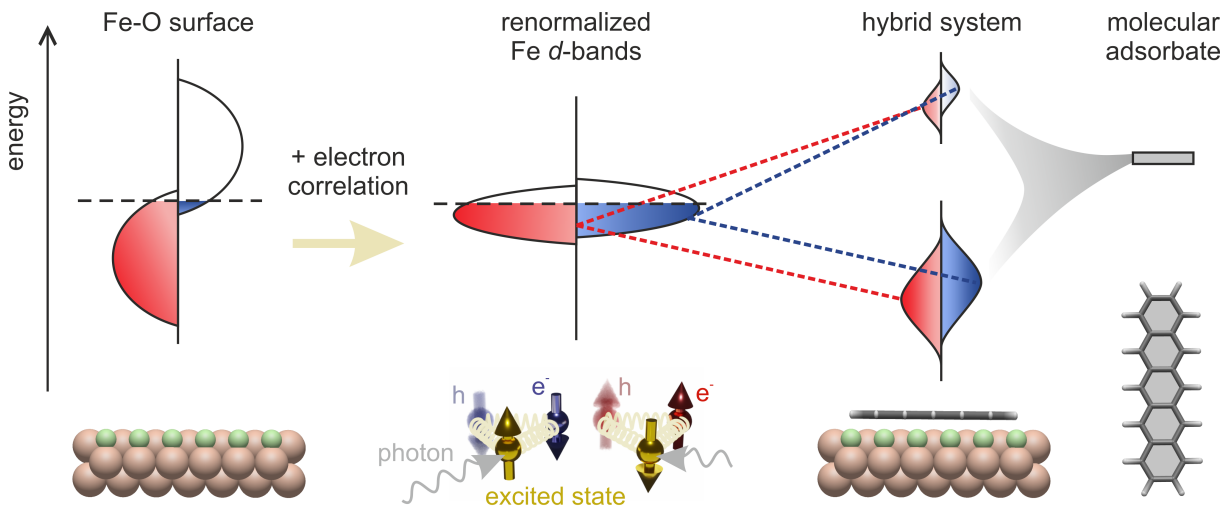 Fe-O surface
renormalized
Fe d-bands
hybrid system
molecular
adsorbate
energy
+ electron
correlation
h
e-
h
e-
photon
excited state